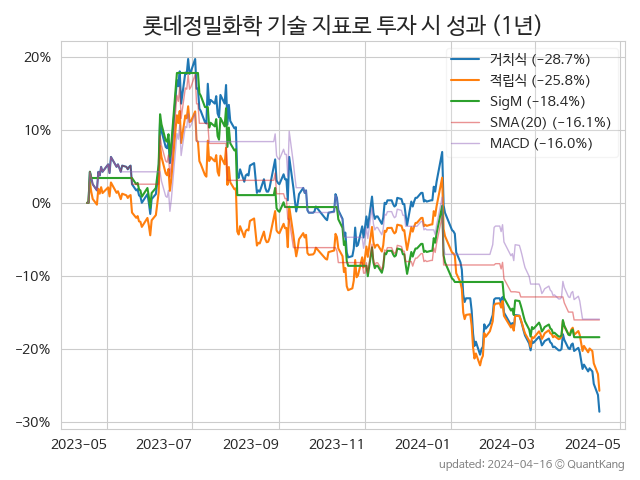 롯데정밀화학 기술 지표로 투자 시 성과 (1년)
20%
10%
0%
−10%
−20%
−30%
거치식 (−28.7%)
적립식 (−25.8%)
SigM (−18.4%)
SMA(20) (−16.1%)
MACD (−16.0%)
2023−05
2023−07
2023−09
2023−11
2024−01
2024−03
2024−05
updated: 2024−04−16 © QuantKang